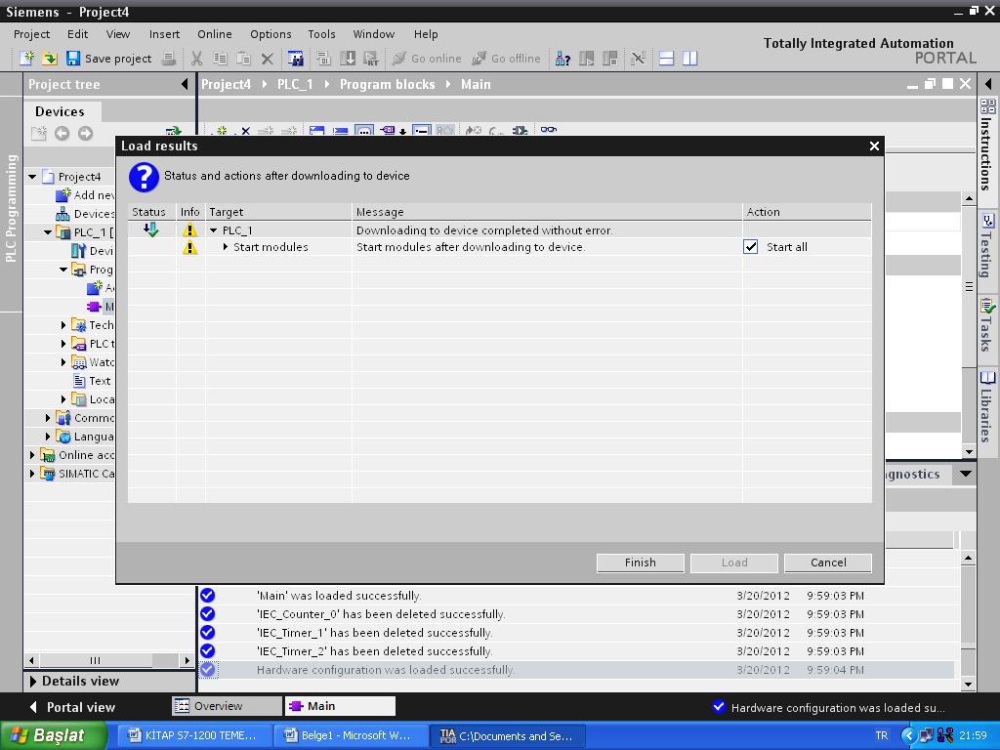 Siemens - Project4
Project Edit View Insert Online Options Tools Window Help
Totally Integrated Automation
PORTAL
Save project Go online Go offline
Project tree
Project4 PLC_1 Program blocks Main
Devices
PLC Programming
Project4
Add nev
Devices
PLC_1 [
Devi
Prog
Ad
M
Tech
PLC t
Watc
Text
Loca
Commo
Langua
Online acc
SIMATIC Ca
Details view
Load results
Status and actions after downloading to device
Status Info Target Message Action
PLC_1 Downloading to device completed without error.
Start modules Start modules after downloading to device. Start all
Finish Load Cancel
Instructions
Testing
Tasks
Libraries
gnostics
'Main' was loaded successfully. 3/20/2012 9:59:03 PM
'IEC_Counter_0' has been deleted successfully. 3/20/2012 9:59:03 PM
'IEC_Timer_1' has been deleted successfully. 3/20/2012 9:59:03 PM
'IEC_Timer_2' has been deleted successfully. 3/20/2012 9:59:03 PM
Hardware configuration was loaded successfully. 3/20/2012 9:59:04 PM
Portal view Overview Main Hardware configuration was loaded su...
Başlat KİTAP S7-1200 TEME... Belge1 - Microsoft W... TIA POR C:\Documents and Se... TR 21:59